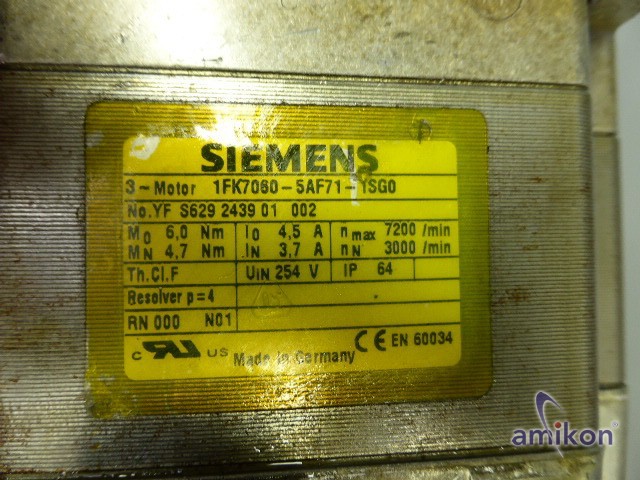 SIEMENS
3~Motor 1FK7060-5AF71-1SG0
No.YF S629 2439 01 002
M0 6,0 Nm I0 4,5 A nmax 7200 /min
MN 4,7 Nm IN 3,7 A nN 3000 /min
Th.Cl.F UIN 254 V IP 64
Resolver p=4
RN 000 N01
CE EN 60034
c RU US Made in Germany
amikon